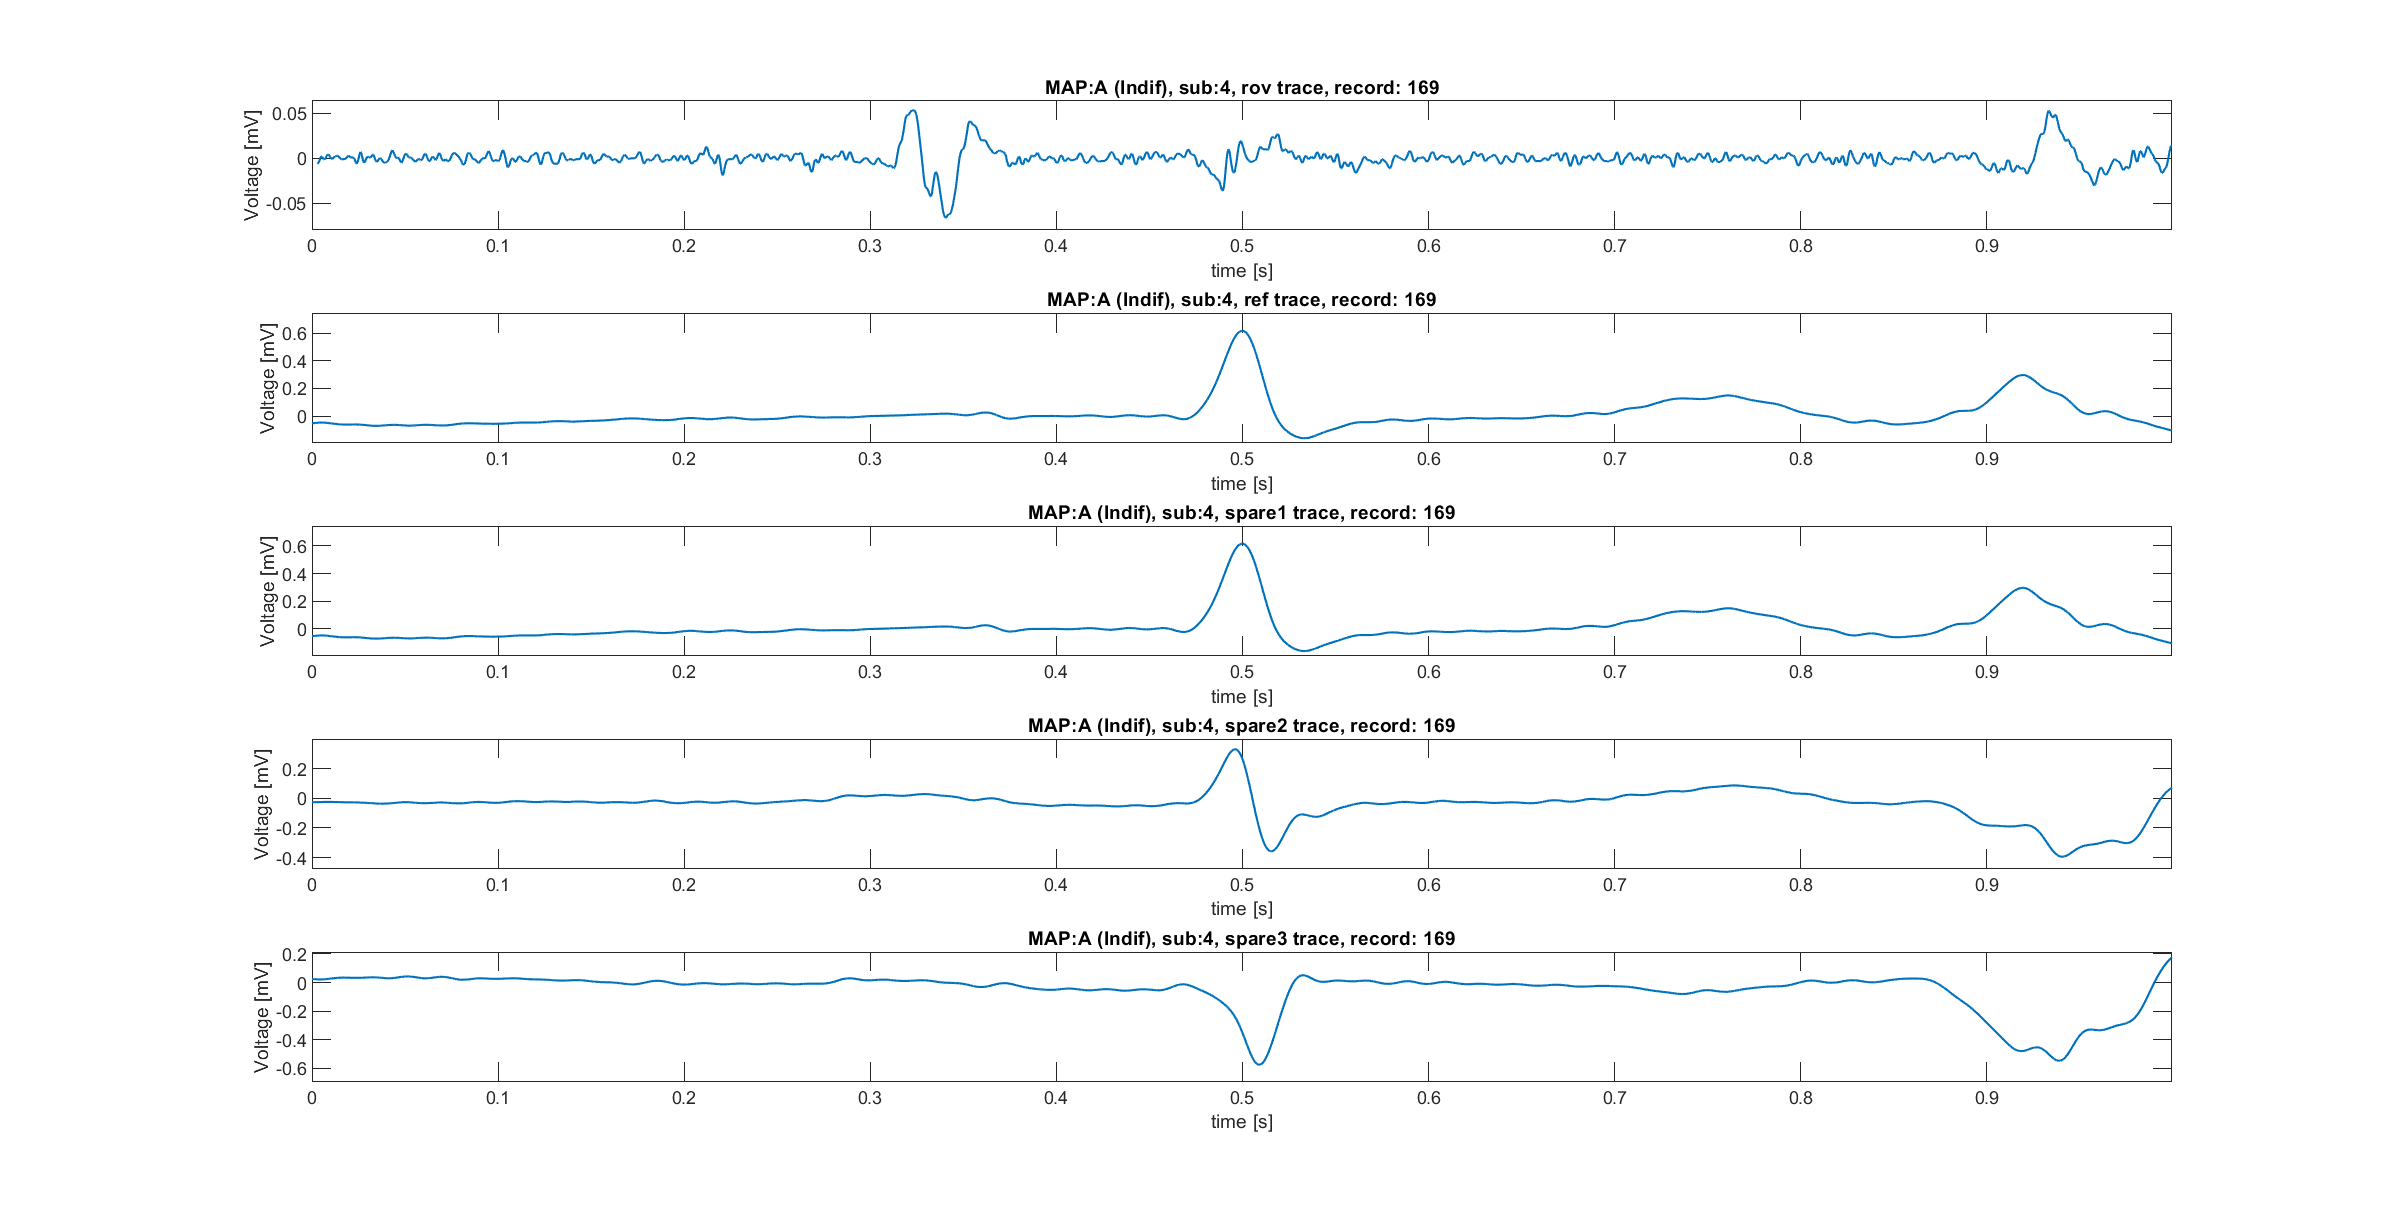 MAP:A (Indif), sub:4, rov trace, record: 169
Voltage [mV]
0.05
0
-0.05
0 0.1 0.2 0.3 0.4 0.5 0.6 0.7 0.8 0.9
time [s]
MAP:A (Indif), sub:4, ref trace, record: 169
Voltage [mV]
0.6
0.4
0.2
0
0 0.1 0.2 0.3 0.4 0.5 0.6 0.7 0.8 0.9
time [s]
MAP:A (Indif), sub:4, spare1 trace, record: 169
Voltage [mV]
0.6
0.4
0.2
0
0 0.1 0.2 0.3 0.4 0.5 0.6 0.7 0.8 0.9
time [s]
MAP:A (Indif), sub:4, spare2 trace, record: 169
Voltage [mV]
0.2
0
-0.2
-0.4
0 0.1 0.2 0.3 0.4 0.5 0.6 0.7 0.8 0.9
time [s]
MAP:A (Indif), sub:4, spare3 trace, record: 169
Voltage [mV]
0.2
0
-0.2
-0.4
-0.6
0 0.1 0.2 0.3 0.4 0.5 0.6 0.7 0.8 0.9
time [s]